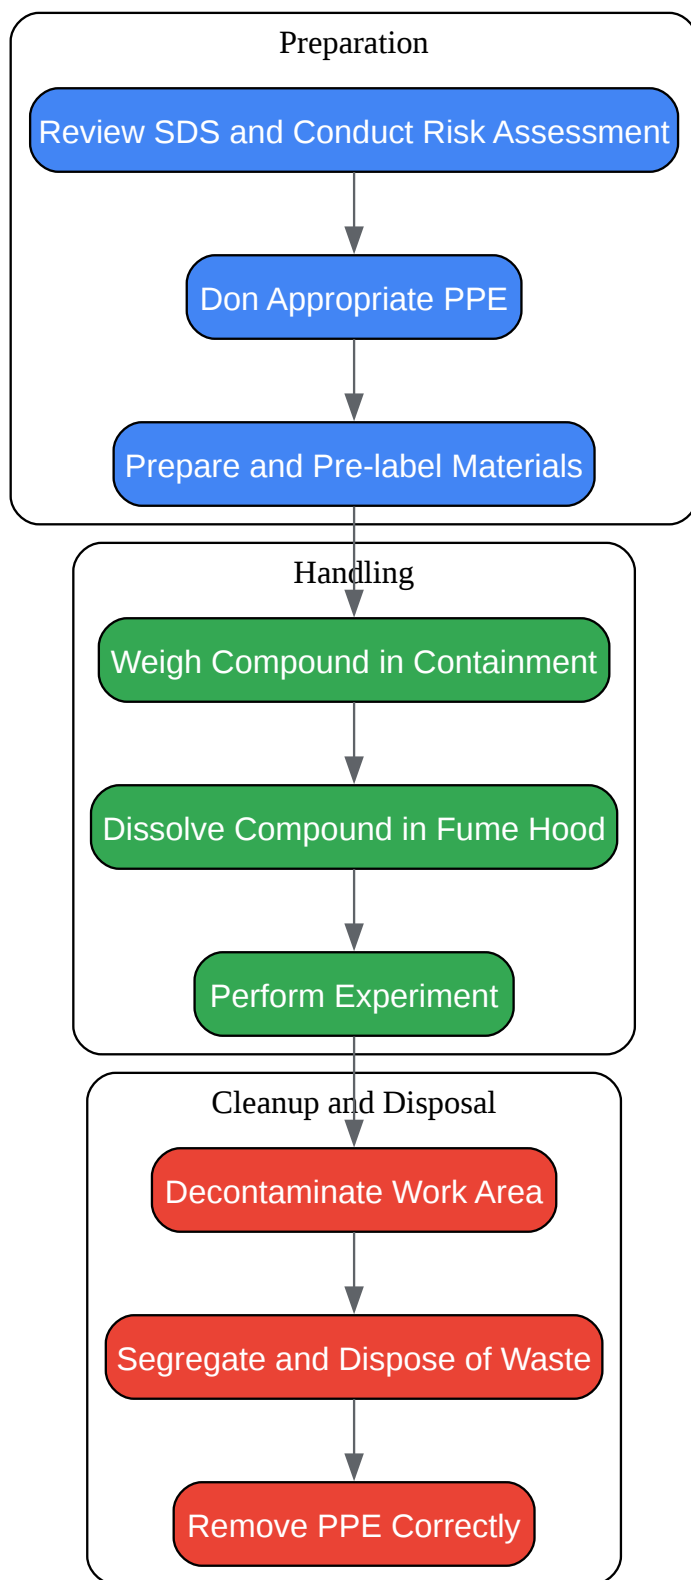 Preparation
Review SDS and Conduct Risk Assessment
Don Appropriate PPE
Prepare and Pre-label Materials
Handling
Weigh Compound in Containment
Dissolve Compound in Fume Hood
Perform Experiment
Cleanup and Disposal
Decontaminate Work Area
Segregate and Dispose of Waste
Remove PPE Correctly